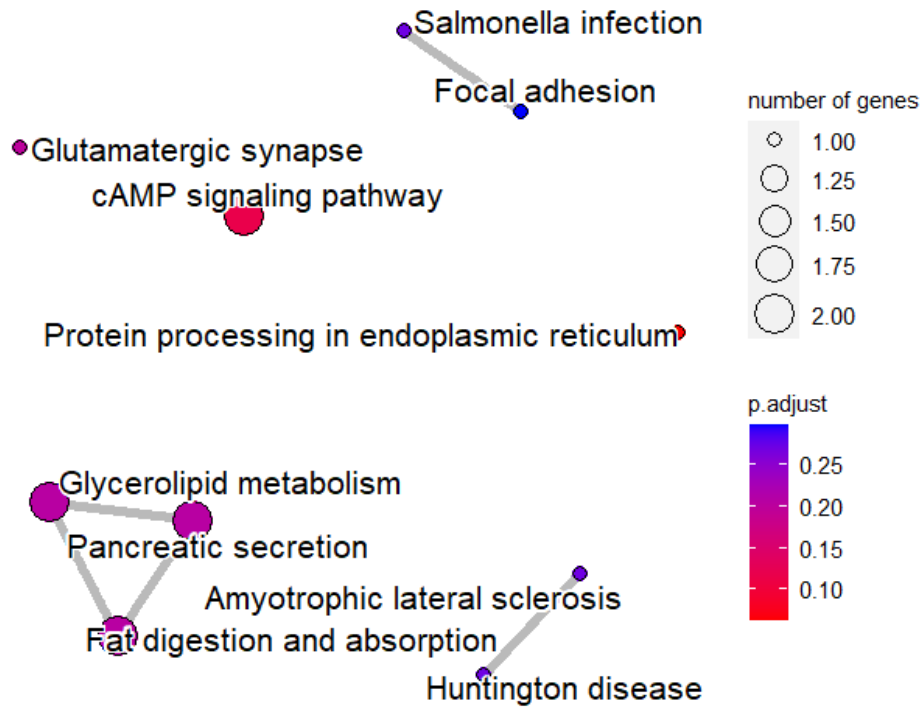 Salmonella infection
Focal adhesion
Glutamatergic synapse
cAMP signaling pathway
Protein processing in endoplasmic reticulum
Glycerolipid metabolism
Pancreatic secretion
Amyotrophic lateral sclerosis
Fat digestion and absorption
Huntington disease
number of genes
1.00
1.25
1.50
1.75
2.00
p.adjust
0.25
0.20
0.15
0.10